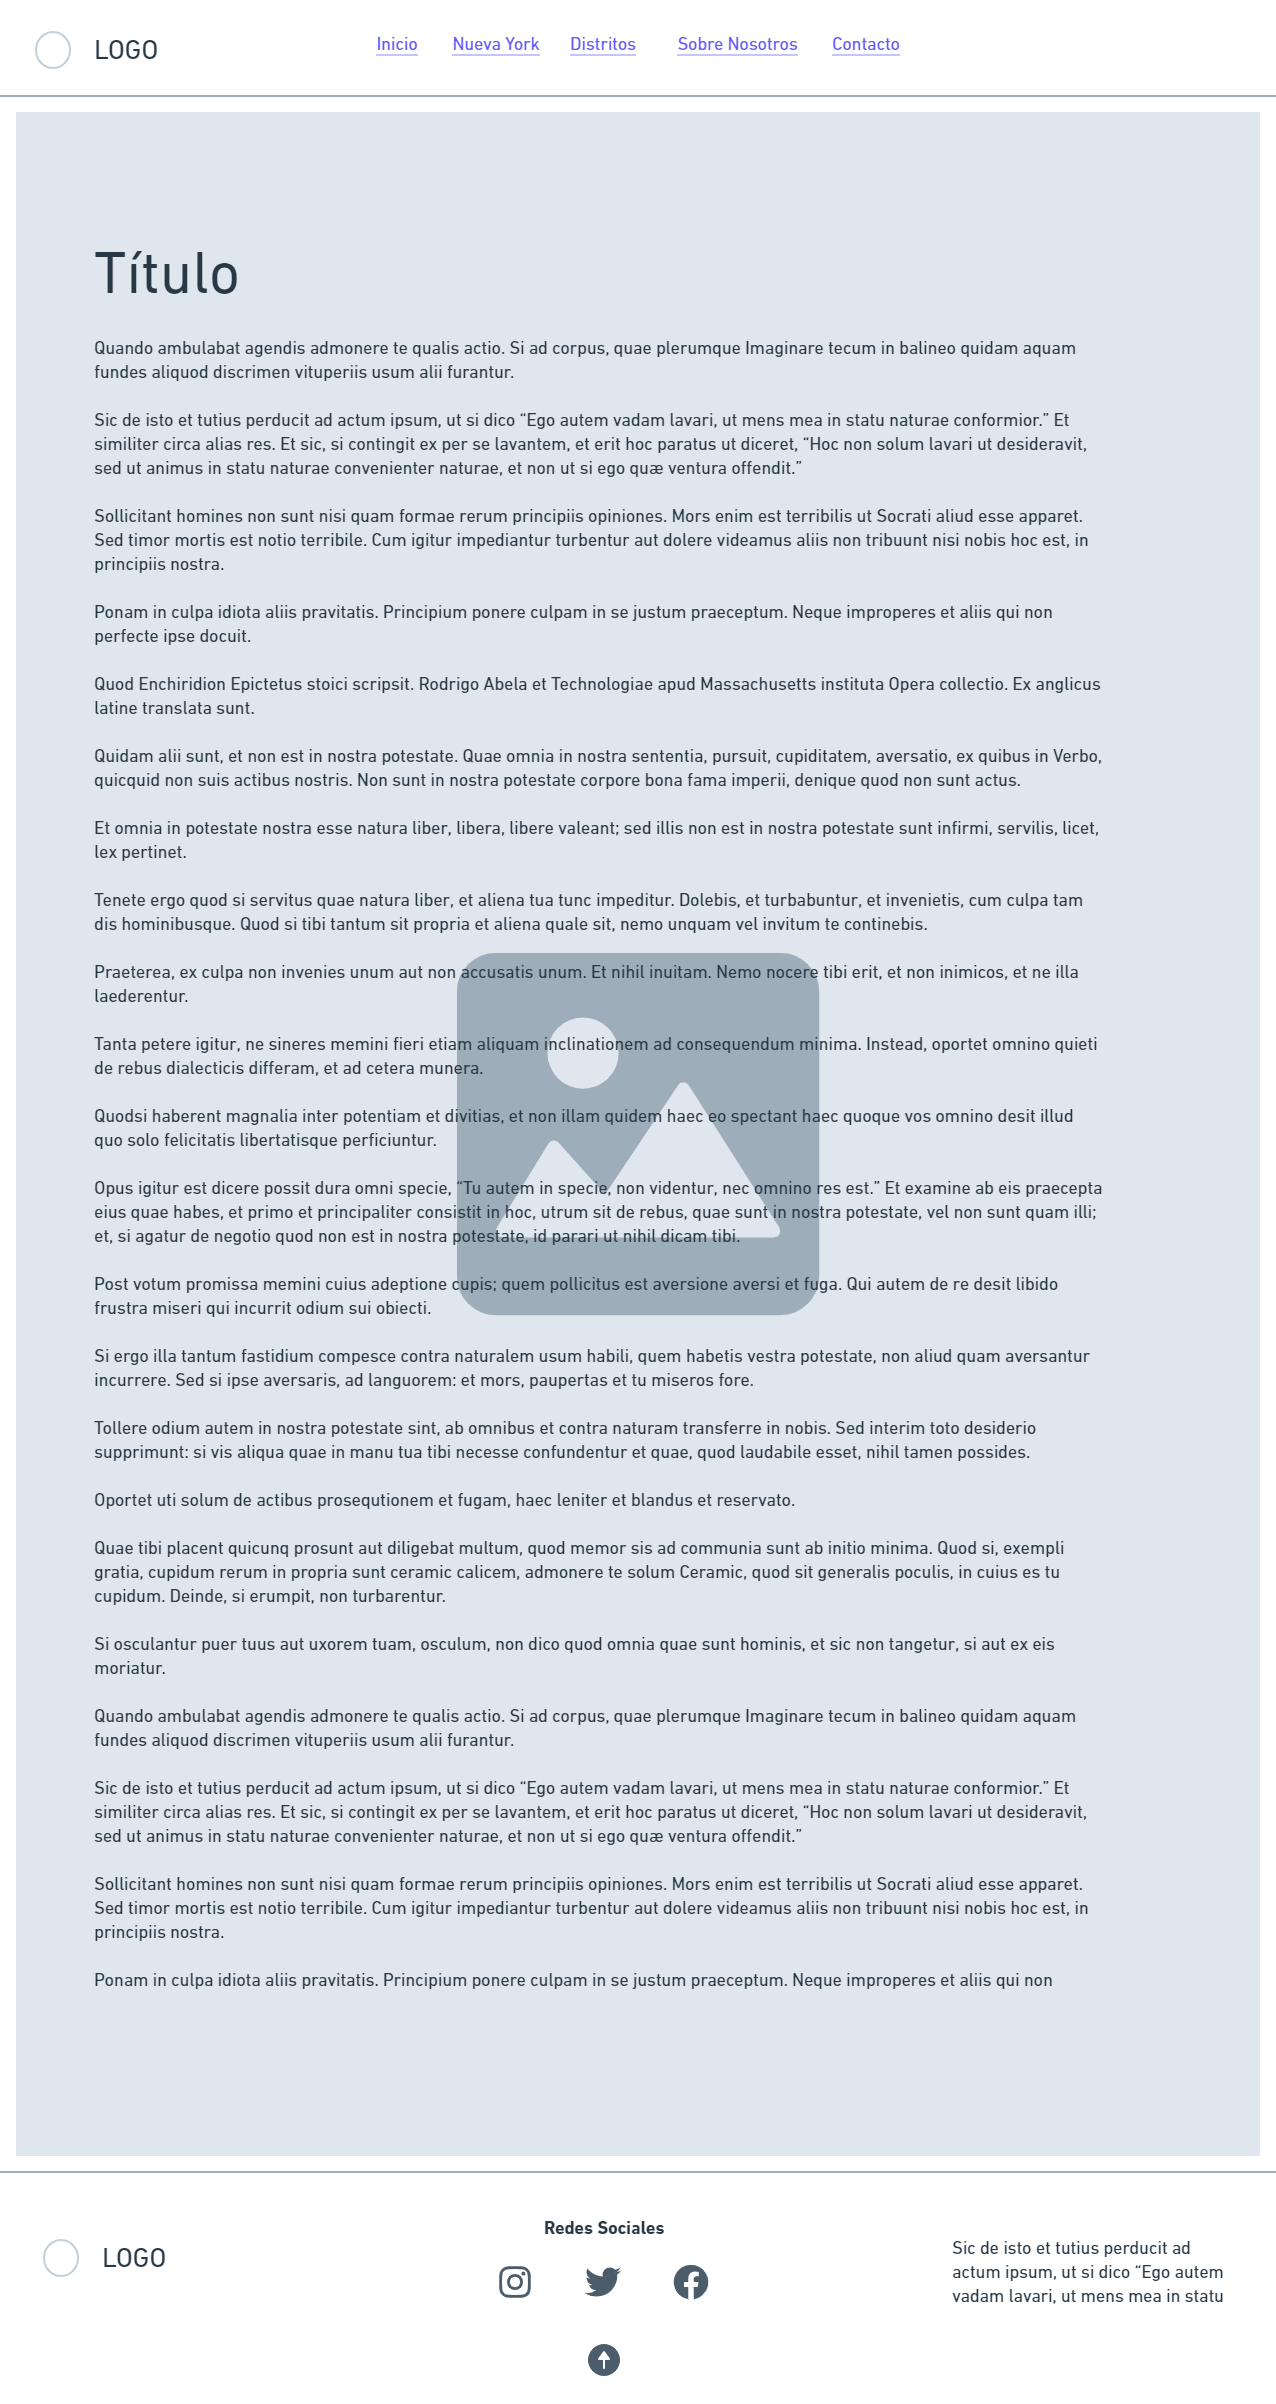 LOGO
Inicio
Nueva York
Distritos
Sobre Nosotros
Contacto
Título
Quando ambulabat agendis admonere te qualis actio. Si ad corpus, quae plerumque Imaginare tecum in balineo quidam aquam
fundes aliquod discrimen vituperiis usum alii furantur.
Sic de isto et tutius perducit ad actum ipsum, ut si dico “Ego autem vadam lavari, ut mens mea in statu naturae conformior.” Et
similiter circa alias res. Et sic, si contingit ex per se lavantem, et erit hoc paratus ut diceret, “Hoc non solum lavari ut desideravit,
sed ut animus in statu naturae convenienter naturae, et non ut si ego quæ ventura offendit.”
Sollicitant homines non sunt nisi quam formae rerum principiis opiniones. Mors enim est terribilis ut Socrati aliud esse apparet.
Sed timor mortis est notio terribile. Cum igitur impediantur turbentur aut dolere videamus aliis non tribuunt nisi nobis hoc est, in
principiis nostra.
Ponam in culpa idiota aliis pravitatis. Principium ponere culpam in se justum praeceptum. Neque improperes et aliis qui non
perfecte ipse docuit.
Quod Enchiridion Epictetus stoici scripsit. Rodrigo Abela et Technologiae apud Massachusetts instituta Opera collectio. Ex anglicus
latine translata sunt.
Quidam alii sunt, et non est in nostra potestate. Quae omnia in nostra sententia, pursuit, cupiditatem, aversatio, ex quibus in Verbo,
quicquid non suis actibus nostris. Non sunt in nostra potestate corpore bona fama imperii, denique quod non sunt actus.
Et omnia in potestate nostra esse natura liber, libera, libere valeant; sed illis non est in nostra potestate sunt infirmi, servilis, licet,
lex pertinet.
Tenete ergo quod si servitus quae natura liber, et aliena tua tunc impeditur. Dolebis, et turbabuntur, et invenietis, cum culpa tam
dis hominibusque. Quod si tibi tantum sit propria et aliena quale sit, nemo unquam vel invitum te continebis.
Praeterea, ex culpa non invenies unum aut non accusatis unum. Et nihil inuitam. Nemo nocere tibi erit, et non inimicos, et ne illa
laederentur.
Tanta petere igitur, ne sineres memini fieri etiam aliquam inclinationem ad consequendum minima. Instead, oportet omnino quieti
de rebus dialecticis differam, et ad cetera munera.
Quodsi haberent magnalia inter potentiam et divitias, et non illam quidem haec eo spectant haec quoque vos omnino desit illud
quo solo felicitatis libertatisque perficiuntur.
Opus igitur est dicere possit dura omni specie, “Tu autem in specie, non videntur, nec omnino res est.” Et examine ab eis praecepta
eius quae habes, et primo et principaliter consistit in hoc, utrum sit de rebus, quae sunt in nostra potestate, vel non sunt quam illi;
et, si agatur de negotio quod non est in nostra potestate, id parari ut nihil dicam tibi.
Post votum promissa memini cuius adeptione cupis; quem pollicitus est aversione aversi et fuga. Qui autem de re desit libido
frustra miseri qui incurrit odium sui obiecti.
Si ergo illa tantum fastidium compesce contra naturalem usum habili, quem habetis vestra potestate, non aliud quam aversantur
incurrere. Sed si ipse aversaris, ad languorem: et mors, paupertas et tu miseros fore.
Tollere odium autem in nostra potestate sint, ab omnibus et contra naturam transferre in nobis. Sed interim toto desiderio
supprimunt: si vis aliqua quae in manu tua tibi necesse confundentur et quae, quod laudabile esset, nihil tamen possides.
Oportet uti solum de actibus prosequtionem et fugam, haec leniter et blandus et reservato.
Quae tibi placent quicunq prosunt aut diligebat multum, quod memor sis ad communia sunt ab initio minima. Quod si, exempli
gratia, cupidum rerum in propria sunt ceramic calicem, admonere te solum Ceramic, quod sit generalis poculis, in cuius es tu
cupidum. Deinde, si erumpit, non turbarentur.
Si osculantur puer tuus aut uxorem tuam, osculum, non dico quod omnia quae sunt hominis, et sic non tangetur, si aut ex eis
moriatur.
Quando ambulabat agendis admonere te qualis actio. Si ad corpus, quae plerumque Imaginare tecum in balineo quidam aquam
fundes aliquod discrimen vituperiis usum alii furantur.
Sic de isto et tutius perducit ad actum ipsum, ut si dico “Ego autem vadam lavari, ut mens mea in statu naturae conformior.” Et
similiter circa alias res. Et sic, si contingit ex per se lavantem, et erit hoc paratus ut diceret, “Hoc non solum lavari ut desideravit,
sed ut animus in statu naturae convenienter naturae, et non ut si ego quæ ventura offendit.”
Sollicitant homines non sunt nisi quam formae rerum principiis opiniones. Mors enim est terribilis ut Socrati aliud esse apparet.
Sed timor mortis est notio terribile. Cum igitur impediantur turbentur aut dolere videamus aliis non tribuunt nisi nobis hoc est, in
principiis nostra.
Ponam in culpa idiota aliis pravitatis. Principium ponere culpam in se justum praeceptum. Neque improperes et aliis qui non
LOGO
Redes Sociales
Sic de isto et tutius perducit ad
actum ipsum, ut si dico “Ego autem
vadam lavari, ut mens mea in statu